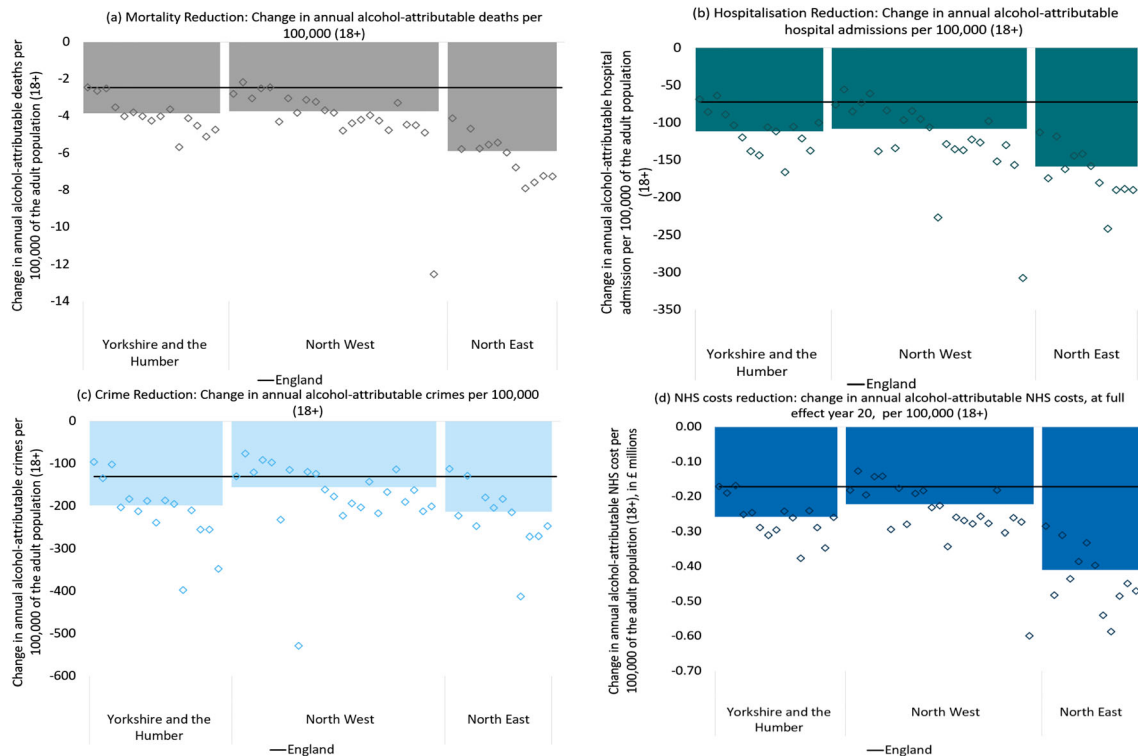 (a) Mortality Reduction: Change in annual alcohol-attributable deaths per
100,000 (18+)
Change in annual alcohol-attributable deaths per
100,000 of the adult population (18+)
0
-2
-4
-6
-8
-10
-12
-14
Yorkshire and the
Humber
North West
North East
England
(b) Hospitalisation Reduction: Change in annual alcohol-attributable
hospital admissions per 100,000 (18+)
Change in annual alcohol-attributable hospital
admission per 100,000 of the adult population
(18+)
0
-50
-100
-150
-200
-250
-300
-350
Yorkshire and the
Humber
North West
North East
England
(c) Crime Reduction: Change in annual alcohol-attributable crimes per 100,000
(18+)
Change in annual alcohol-attributable crimes per
100,000 of the adult population (18+)
0
-100
-200
-300
-400
-500
-600
Yorkshire and the
Humber
North West
North East
England
(d) NHS costs reduction: change in annual alcohol-attributable NHS costs, at full
effect year 20, per 100,000 (18+)
Change in annual alcohol-attributable NHS cost per
100,000 of the adult population (18+), in £ millions
0.00
-0.10
-0.20
-0.30
-0.40
-0.50
-0.60
-0.70
Yorkshire and the
Humber
North West
North East
England